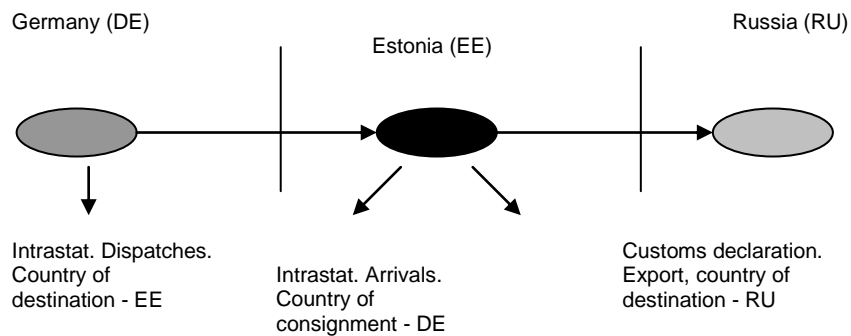 Germany (DE)
Estonia (EE)
Russia (RU)
Intrastat. Dispatches.
Country of
destination - EE
Intrastat. Arrivals.
Country of
consignment - DE
Customs declaration.
Export, country of
destination - RU